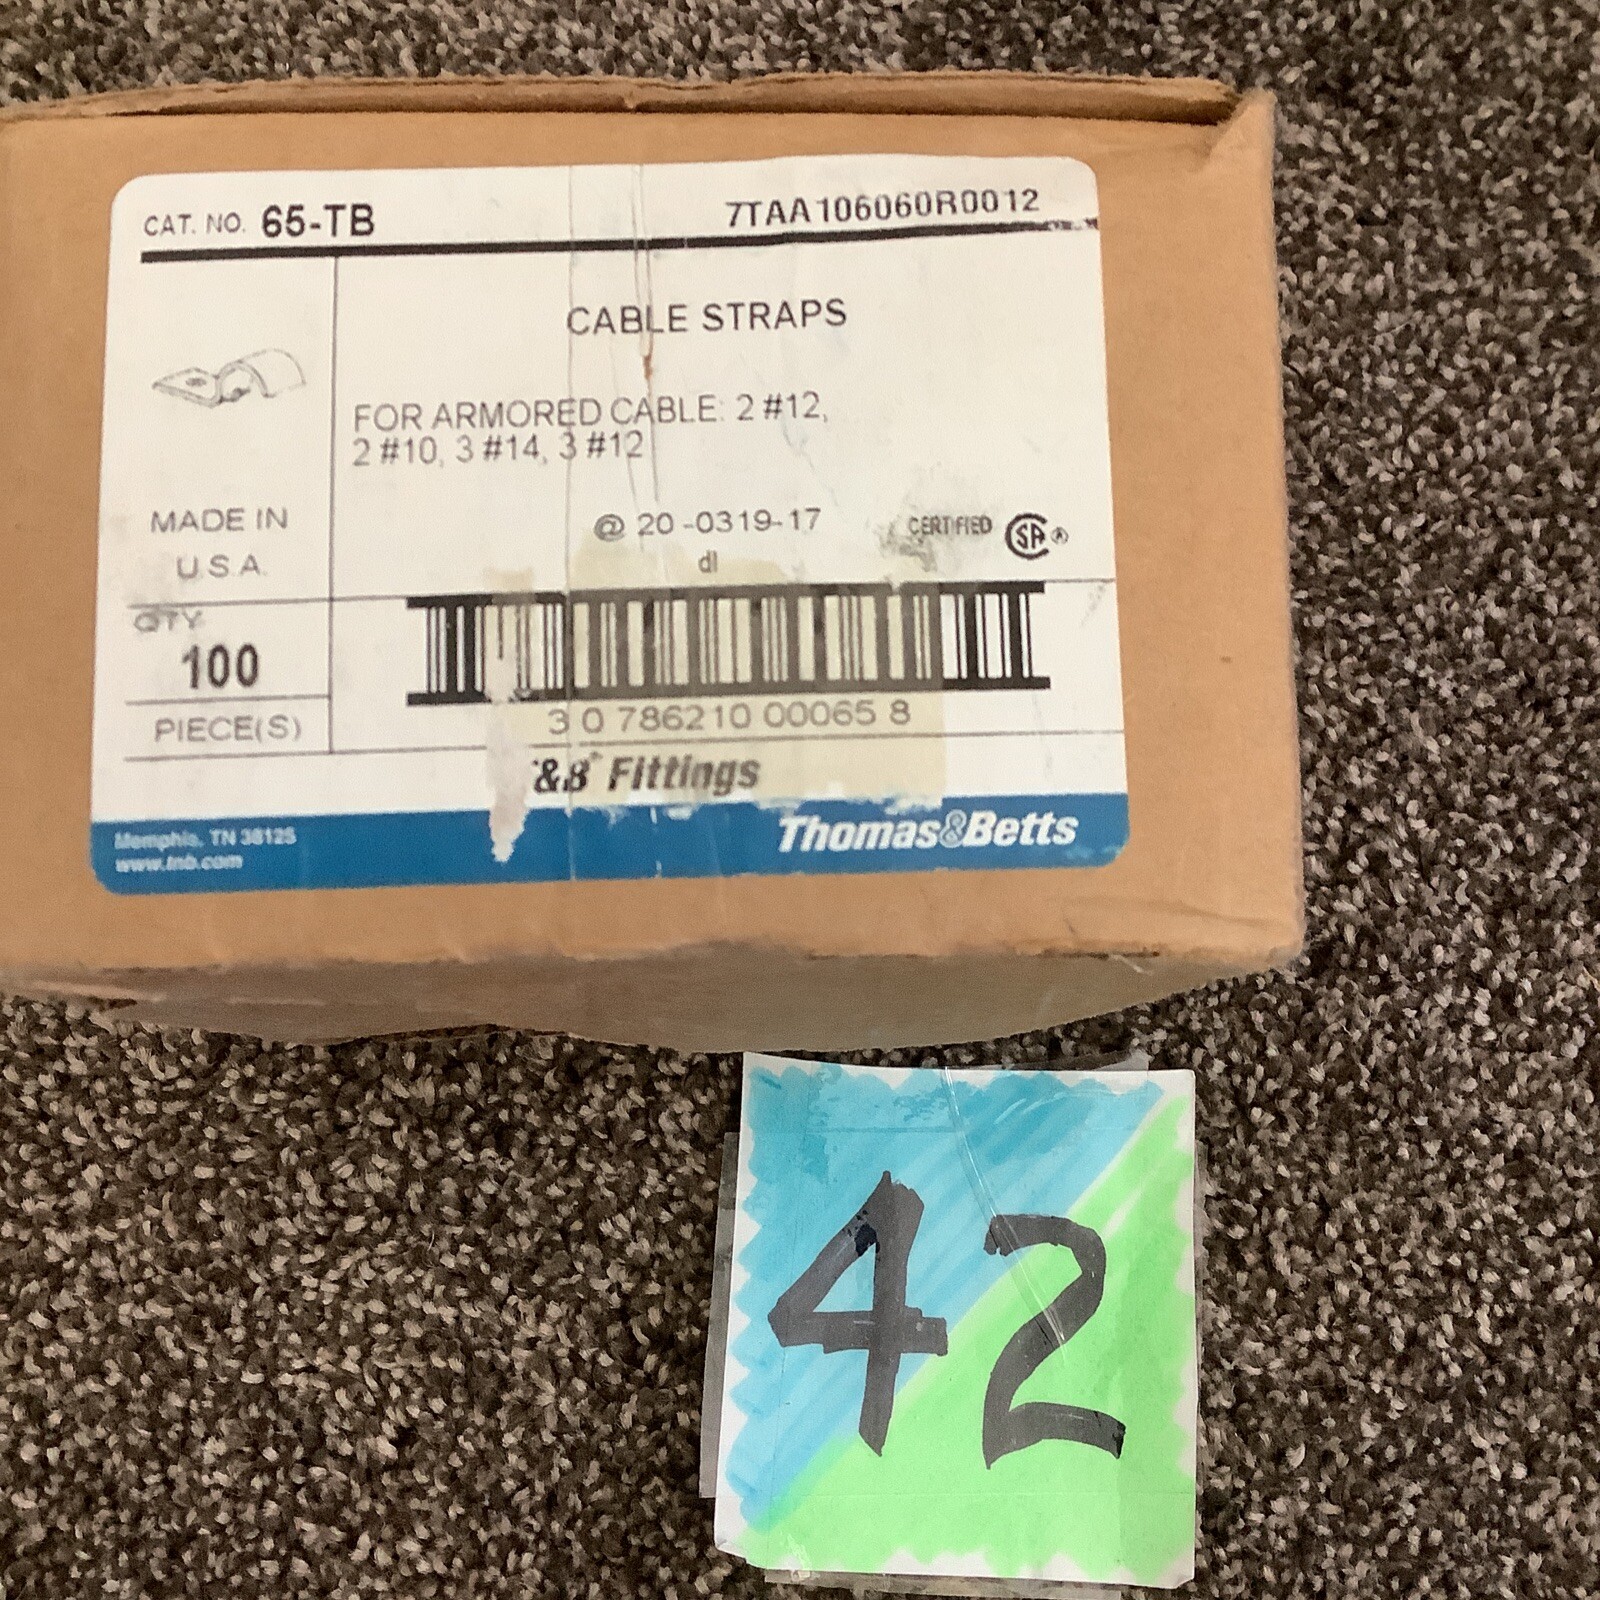 CAT. NO. 65-TB 7TAA106060R0012
CABLE STRAPS
FOR ARMORED CABLE: 2 #12,
2 #10, 3 #14, 3 #12
MADE IN
U.S.A.
@ 20-0319-17
dl
CERTIFIED SA ®
QTY
100
PIECE(S)
3 0 786210 00065 8
&B Fittings
Memphis, TN 38125
www.tnb.com
Thomas&Betts
42